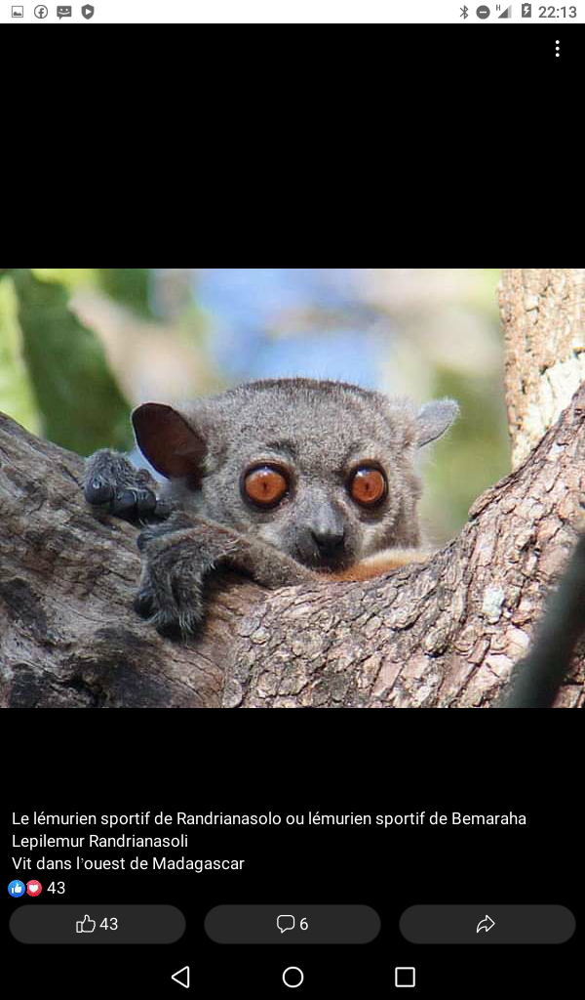 H
22:13
Le lémurien sportif de Randrianasolo ou lémurien sportif de Bemaraha
Lepilemur Randrianasoli
Vit dans l'ouest de Madagascar
43
43
6